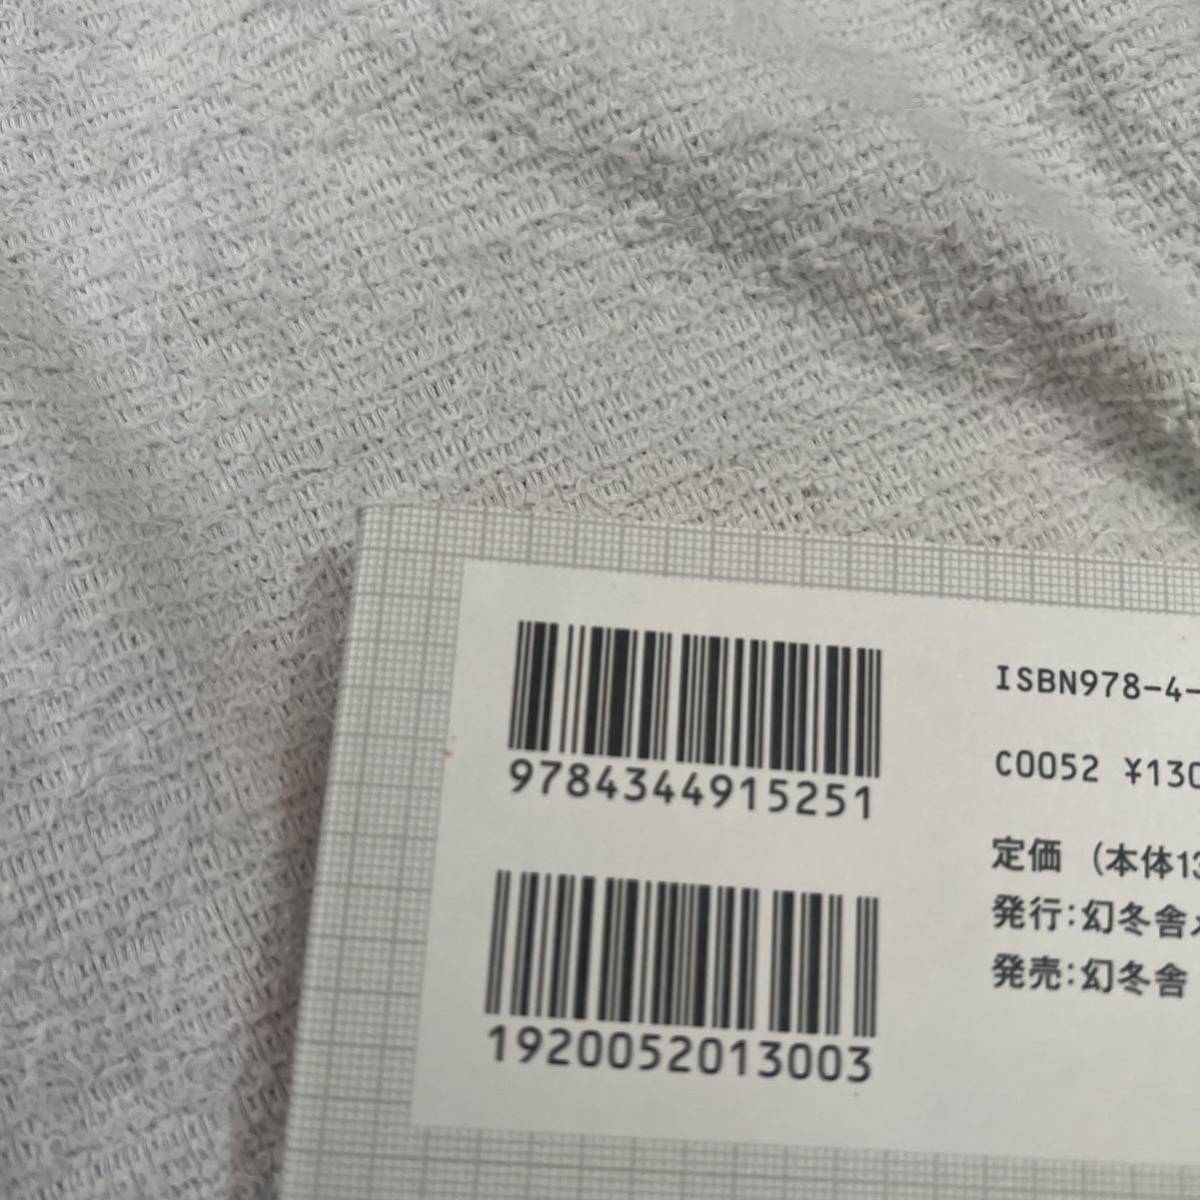 9784344915251
1920052013003
ISBN978-4-
C0052 ¥130
定価 (本体13
発行:幻冬舎
発売:幻冬舎